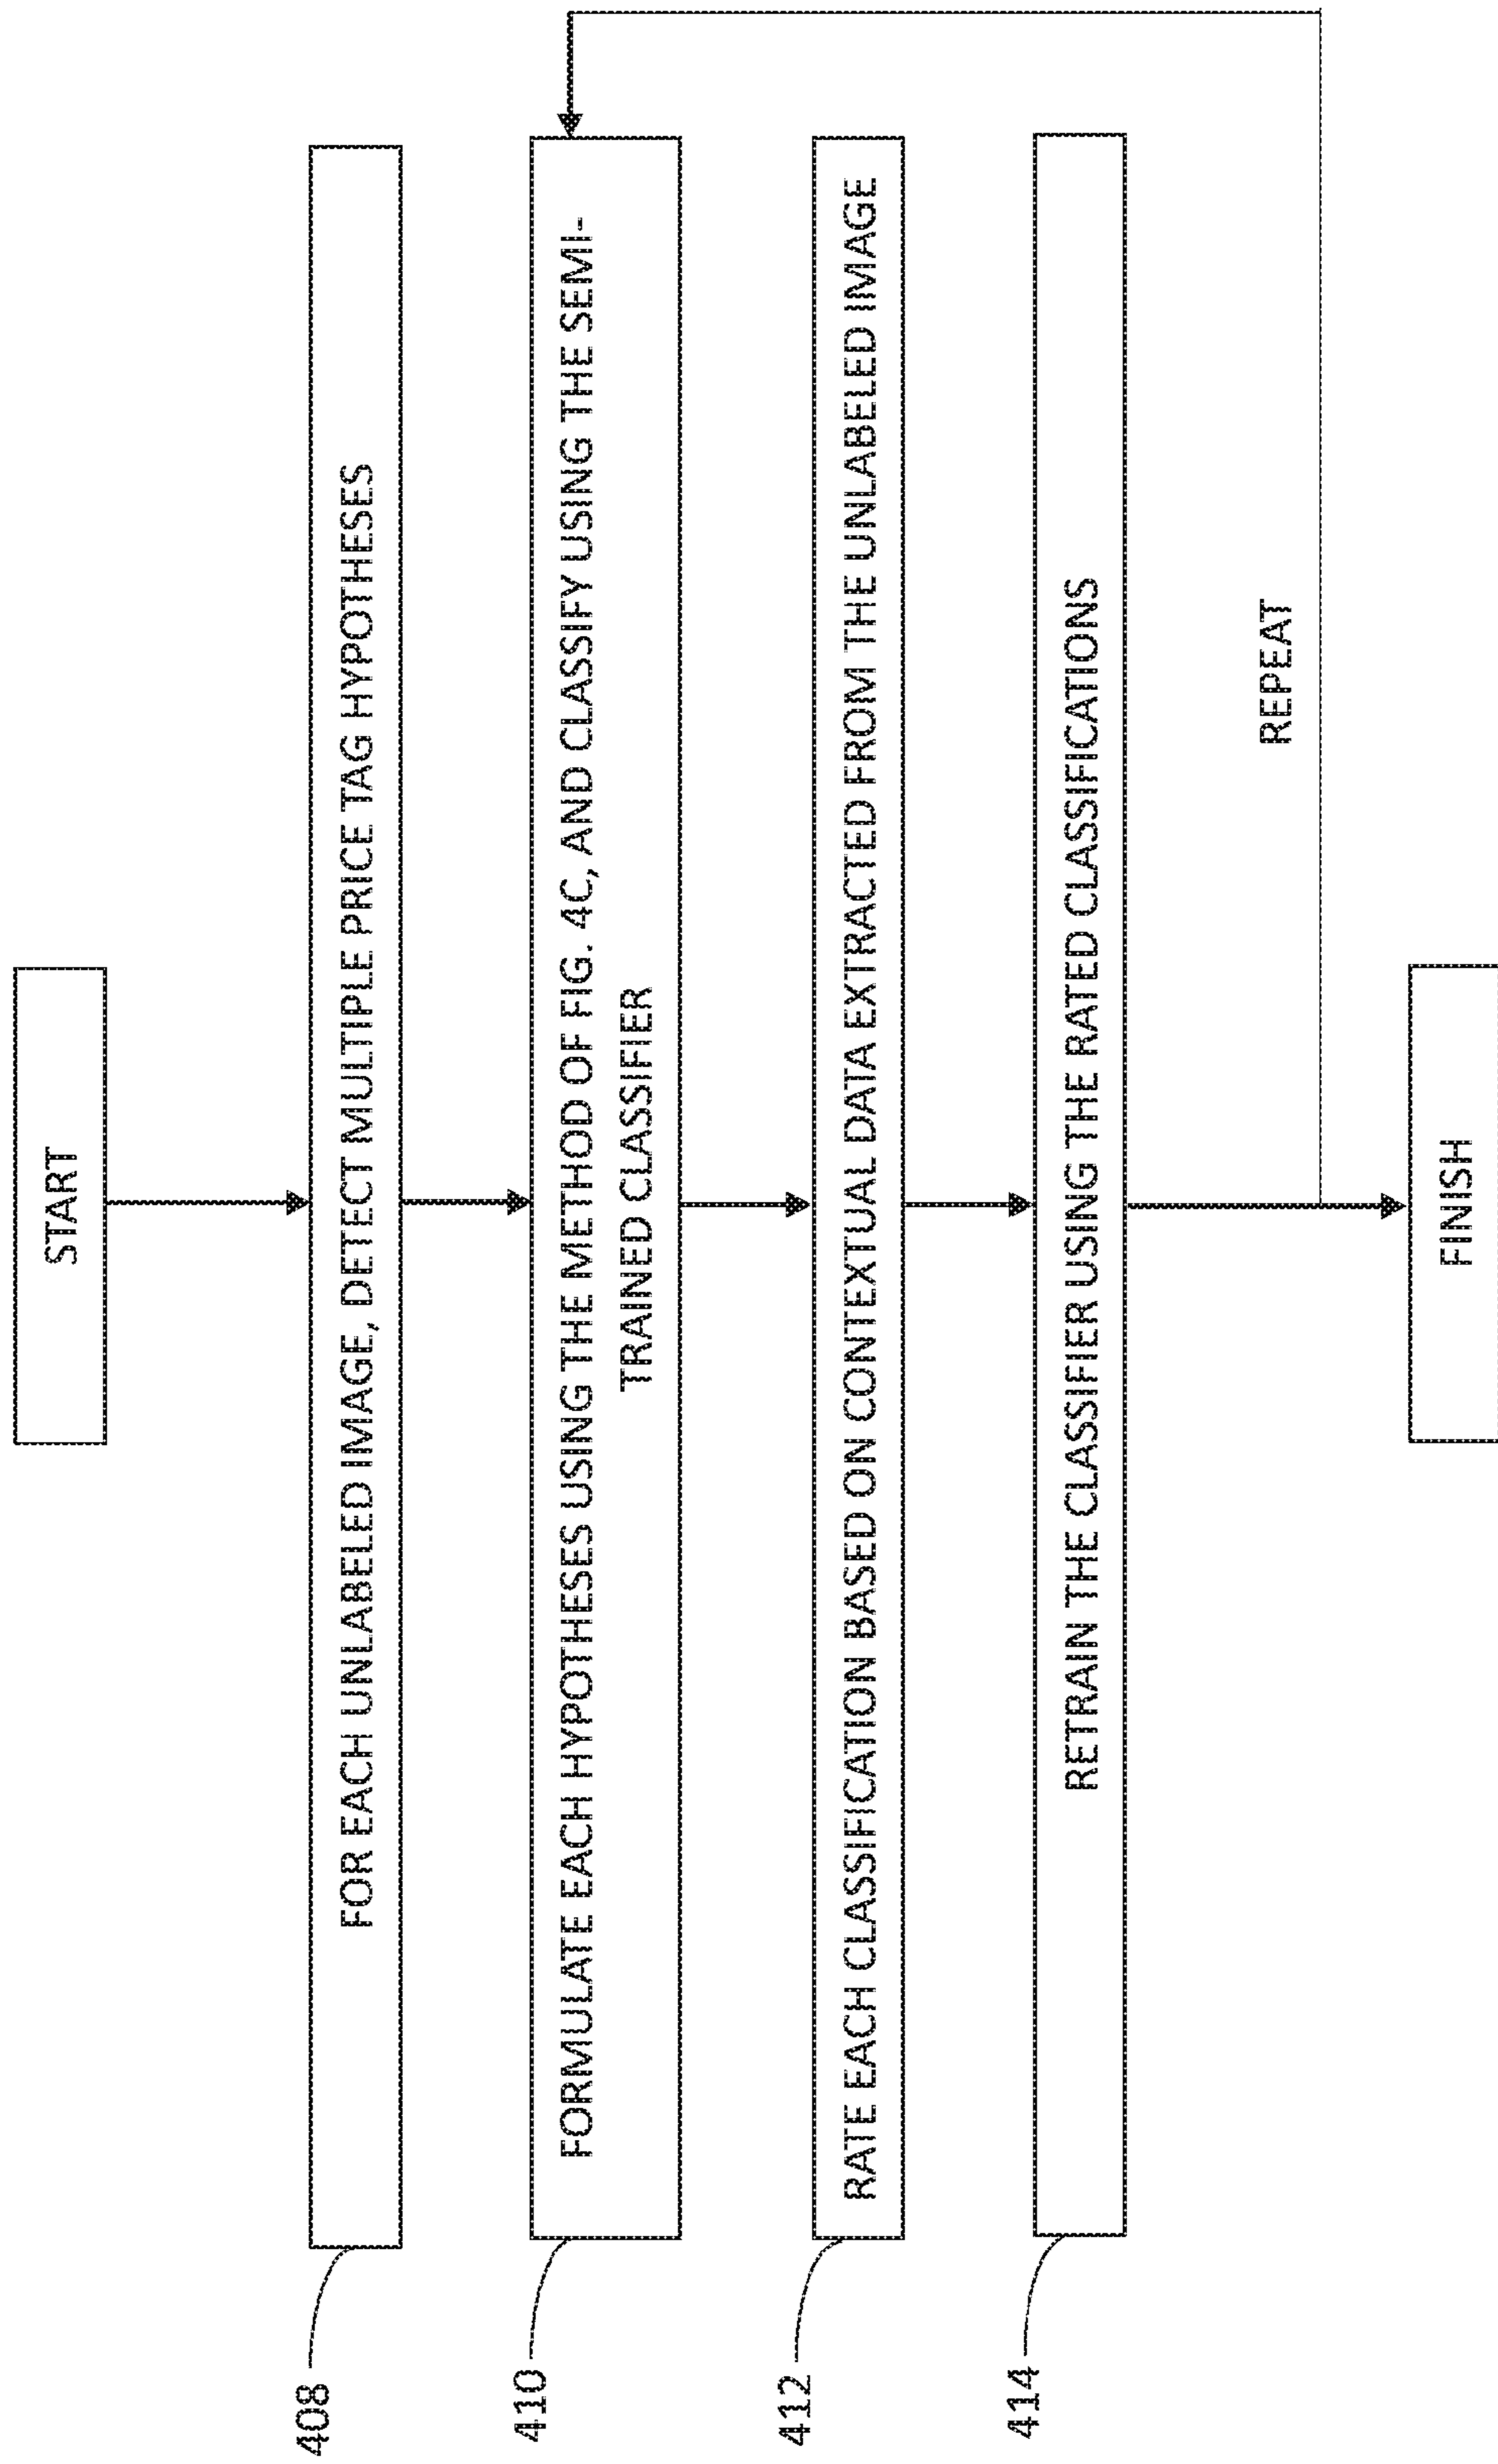 START
408
FOR EACH UNLABELED IMAGE, DETECT MULTIPLE PRICE TAG HYPOTHESES
410
FORMULATE EACH HYPOTHESES USING THE METHOD OF FIG. 4C, AND CLASSIFY USING THE SEMI-
TRAINED CLASSIFIER
412
RATE EACH CLASSIFICATION BASED ON CONTEXTUAL DATA EXTRACTED FROM THE UNLABELED IMAGE
414
RETRAIN THE CLASSIFIER USING THE RATED CLASSIFICATIONS
REPEAT
FINISH